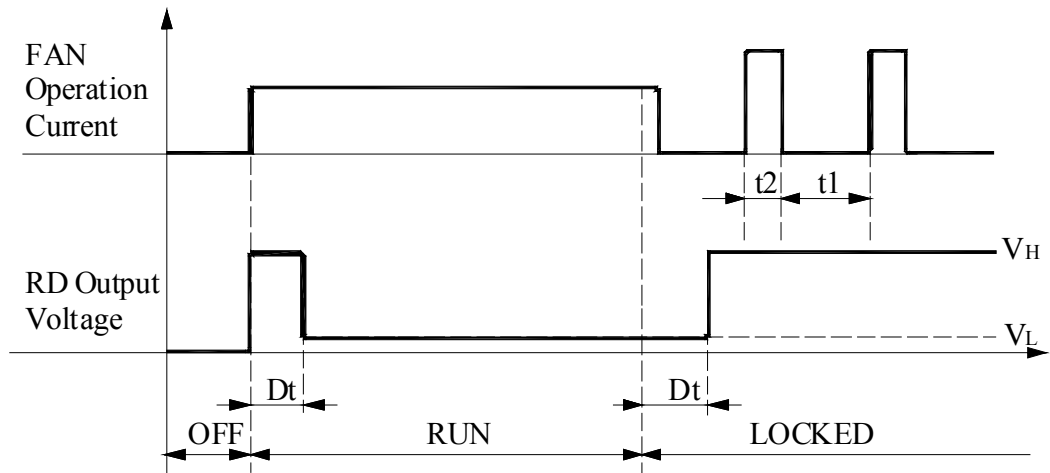 FAN
Operation
Current
t2 t1
VH
RD Output
Voltage
VL
Dt Dt
OFF RUN LOCKED